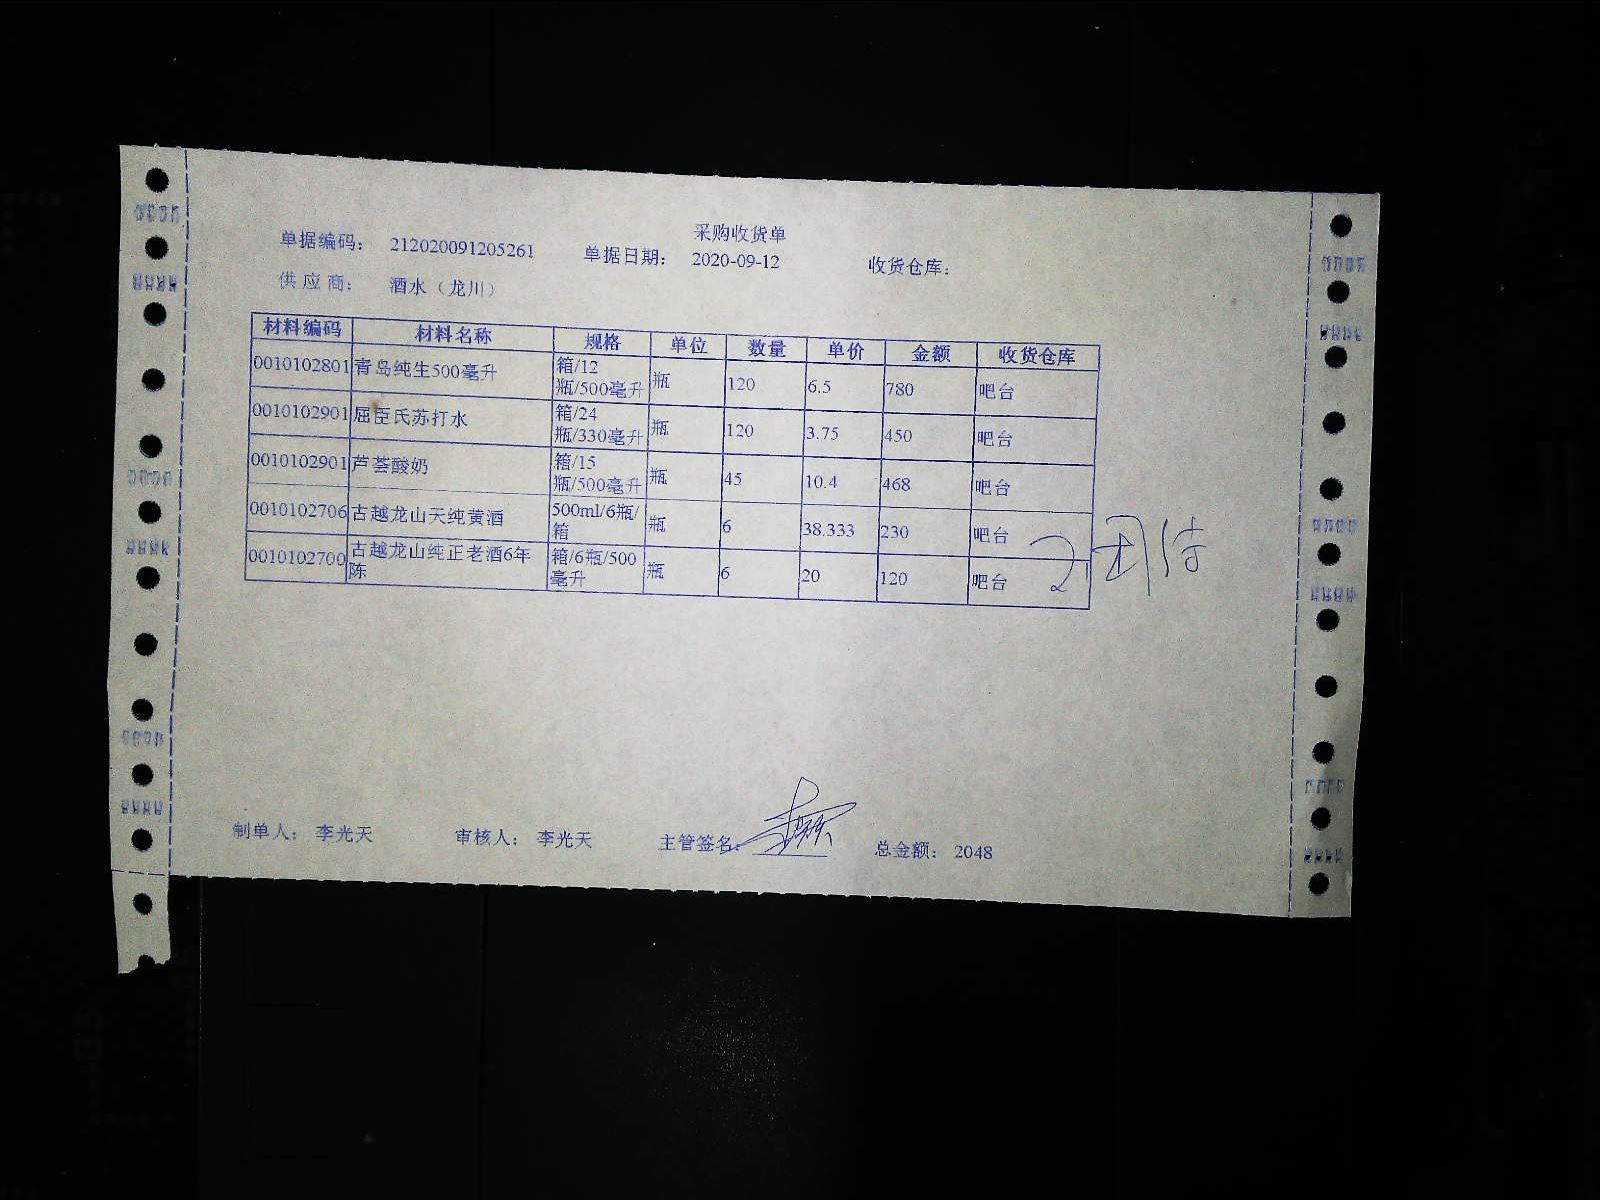 采购收货单
单据编码： 212020091205261 单据日期： 2020-09-12 收货仓库：
供应商： 酒水（龙川）
材料编码 材料名称 规格 单位 数量 单价 金额 收货仓库
0010102801 青岛纯生500毫升 箱/12瓶/500毫升 瓶 120 6.5 780 吧台
0010102901 屈臣氏苏打水 箱/24瓶/330毫升 瓶 120 3.75 450 吧台
0010102901 芦荟酸奶 箱/15瓶/500毫升 瓶 45 10.4 468 吧台
0010102706 古越龙山天纯黄酒 500ml/6瓶/箱 瓶 6 38.333 230 吧台
0010102700 古越龙山纯正老酒6年陈 箱/6瓶/500毫升 瓶 6 20 120 吧台
制单人： 李光天 审核人： 李光天 主管签名： 总金额： 2048